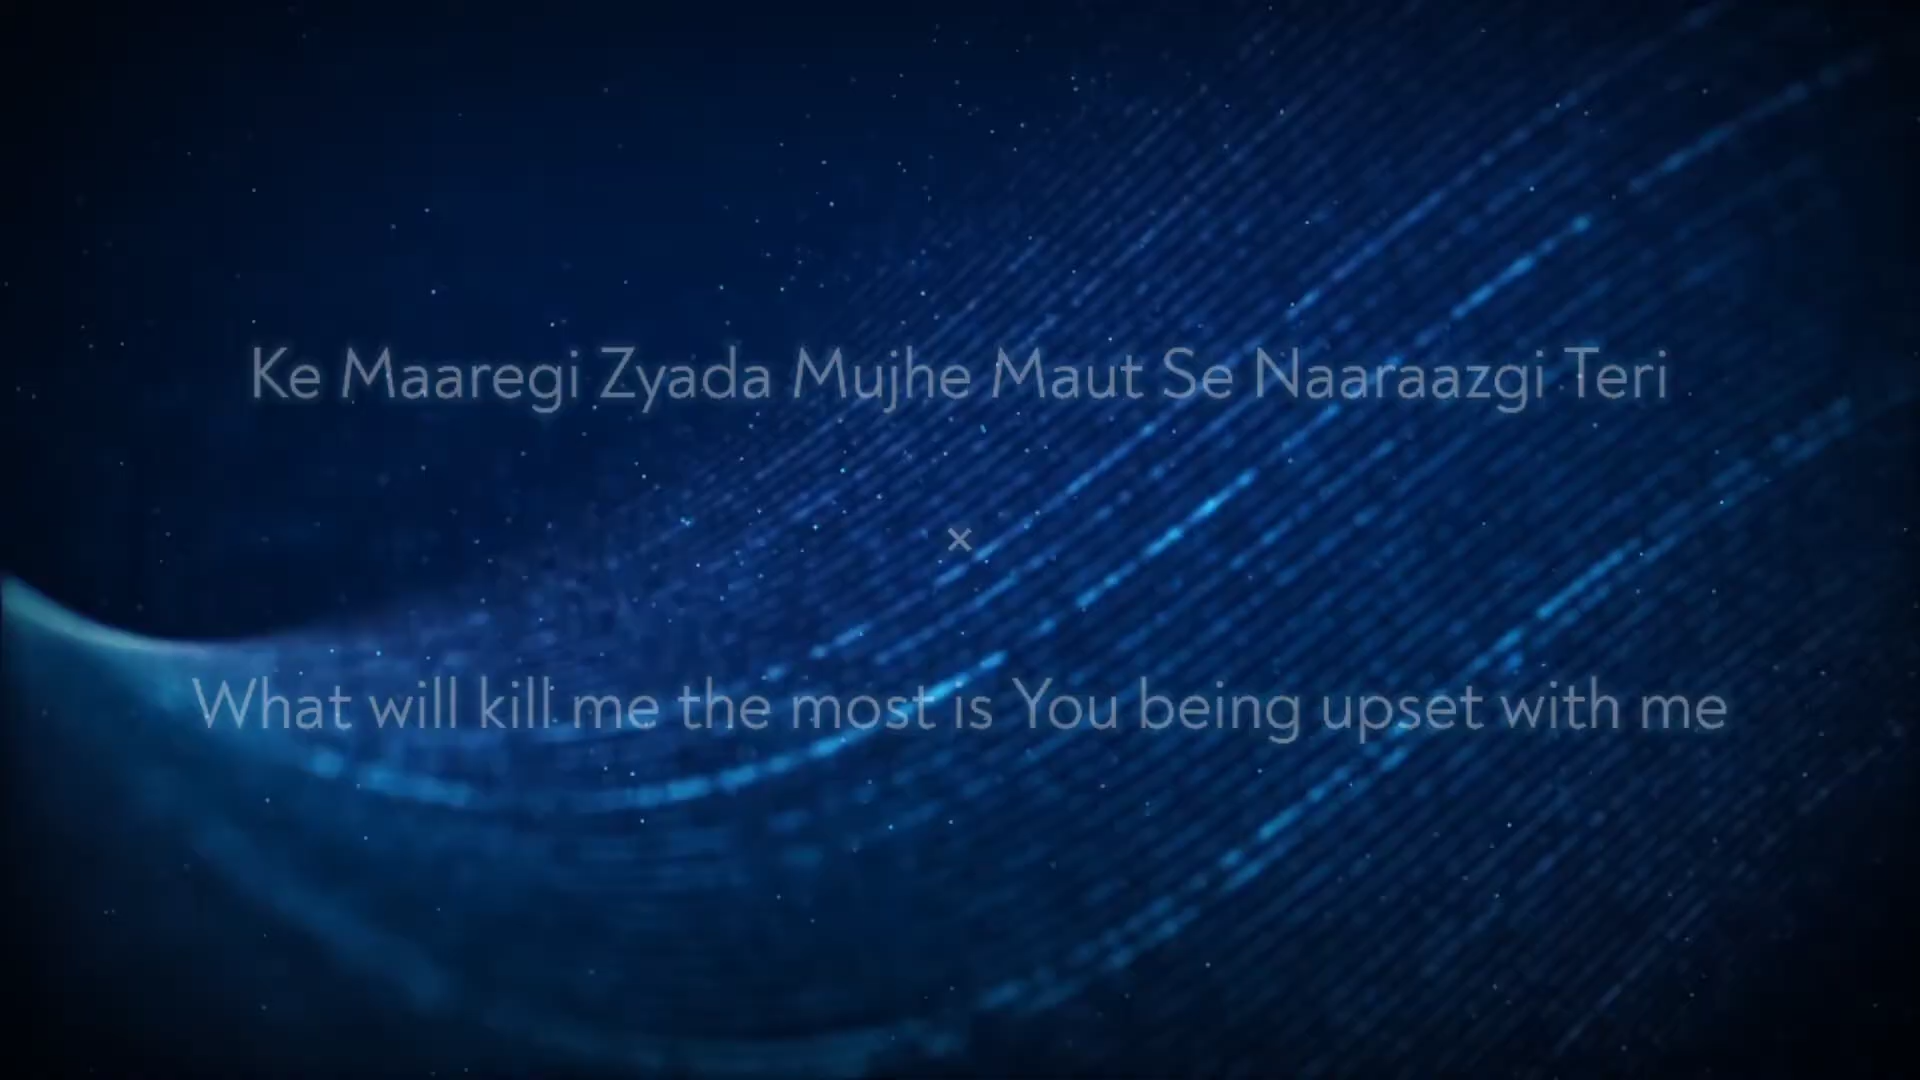 Ke Maaregi Zyada Mujhe Maut Se Naaraazgi Teri
×
What will kill me the most is You being upset with me